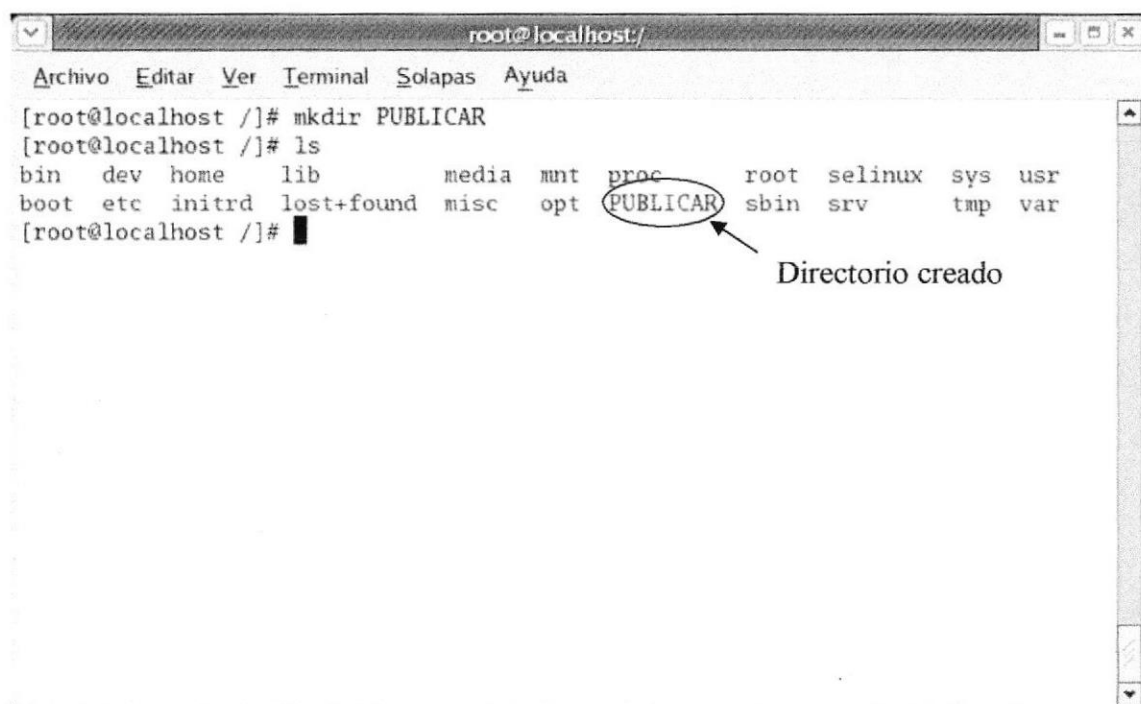 root@localhost:/
Archivo Editar Ver Terminal Solapas Ayuda
[root@localhost /]# mkdir PUBLICAR
[root@localhost /]# ls
bin dev home lib media mnt proc root selinux sys usr
boot etc initrd lost+found misc opt PUBLICAR sbin srv tmp var
[root@localhost /]#
Directorio creado